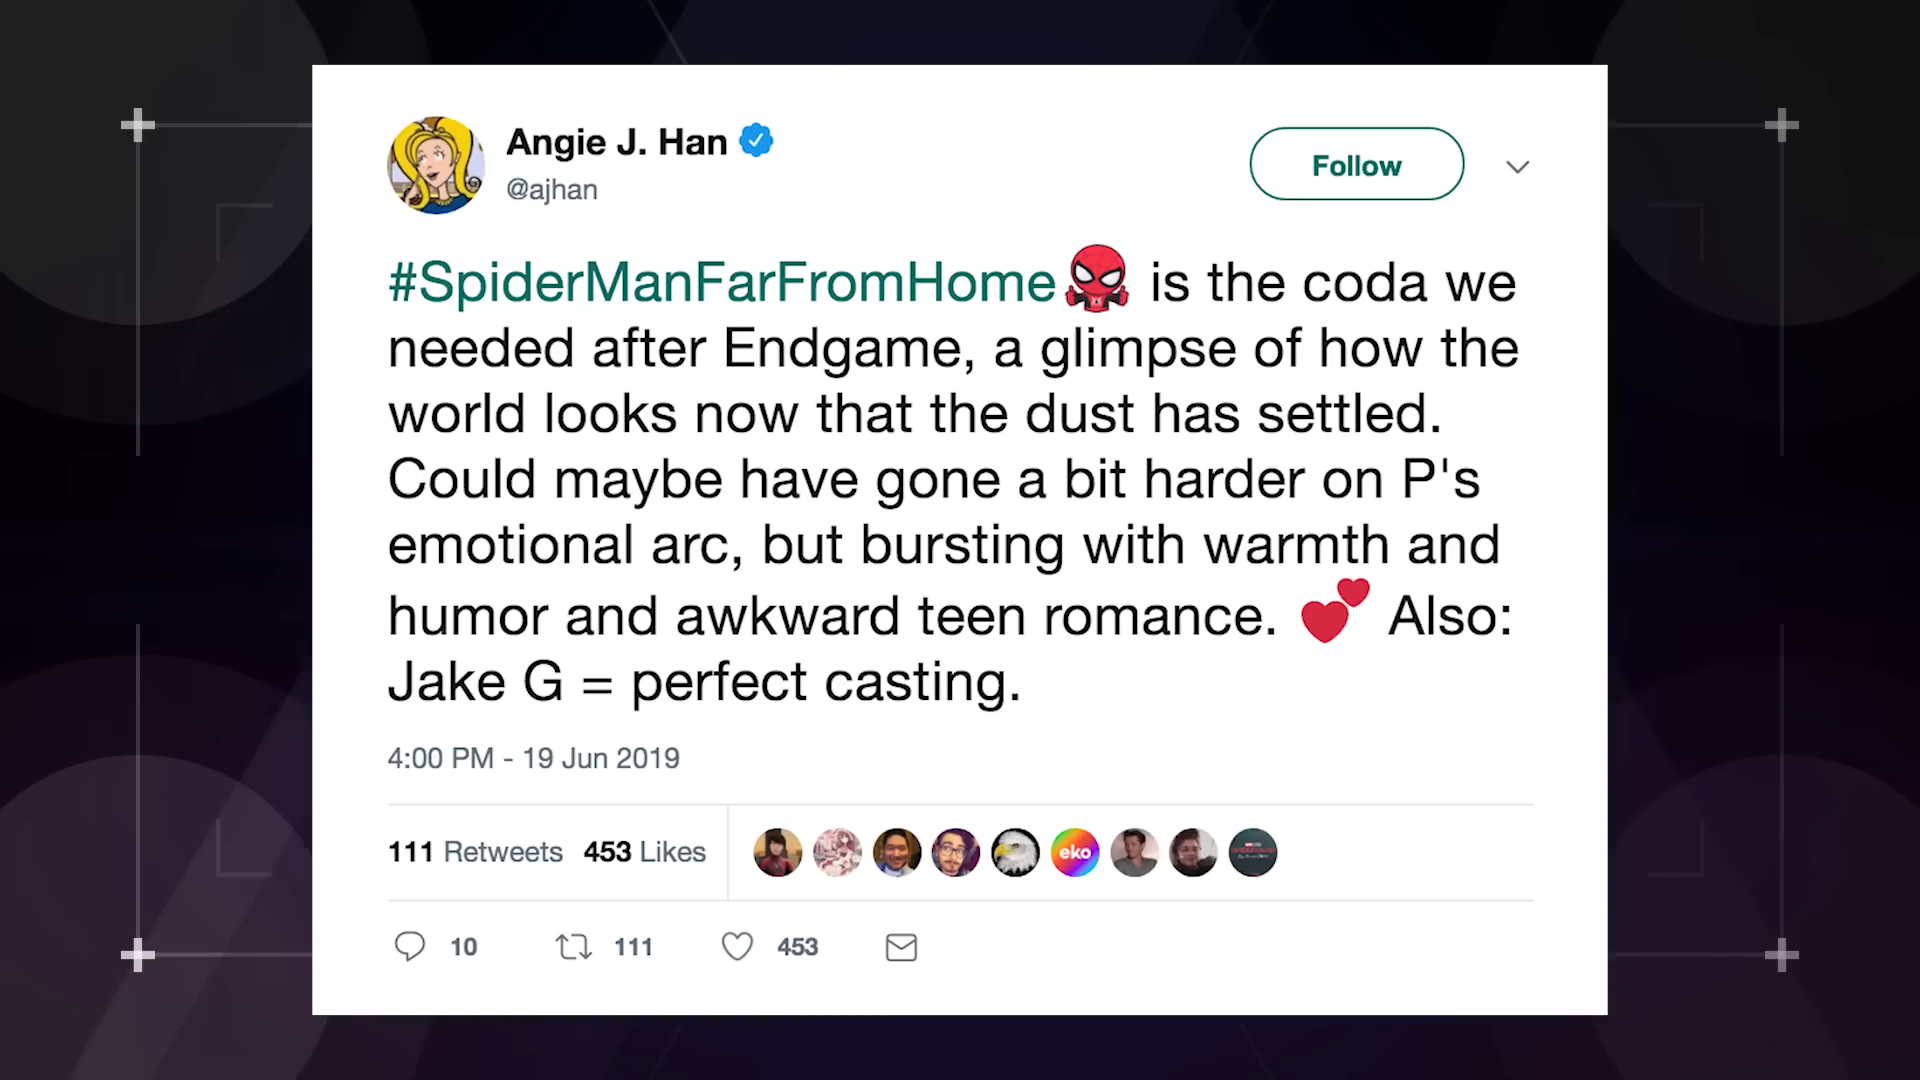 Angie J. Han
@ajhan
Follow
#SpiderManFarFromHome is the coda we
needed after Endgame, a glimpse of how the
world looks now that the dust has settled.
Could maybe have gone a bit harder on P's
emotional arc, but bursting with warmth and
humor and awkward teen romance. 💕 Also:
Jake G = perfect casting.
4:00 PM - 19 Jun 2019
111 Retweets 453 Likes
eko
10 111 453